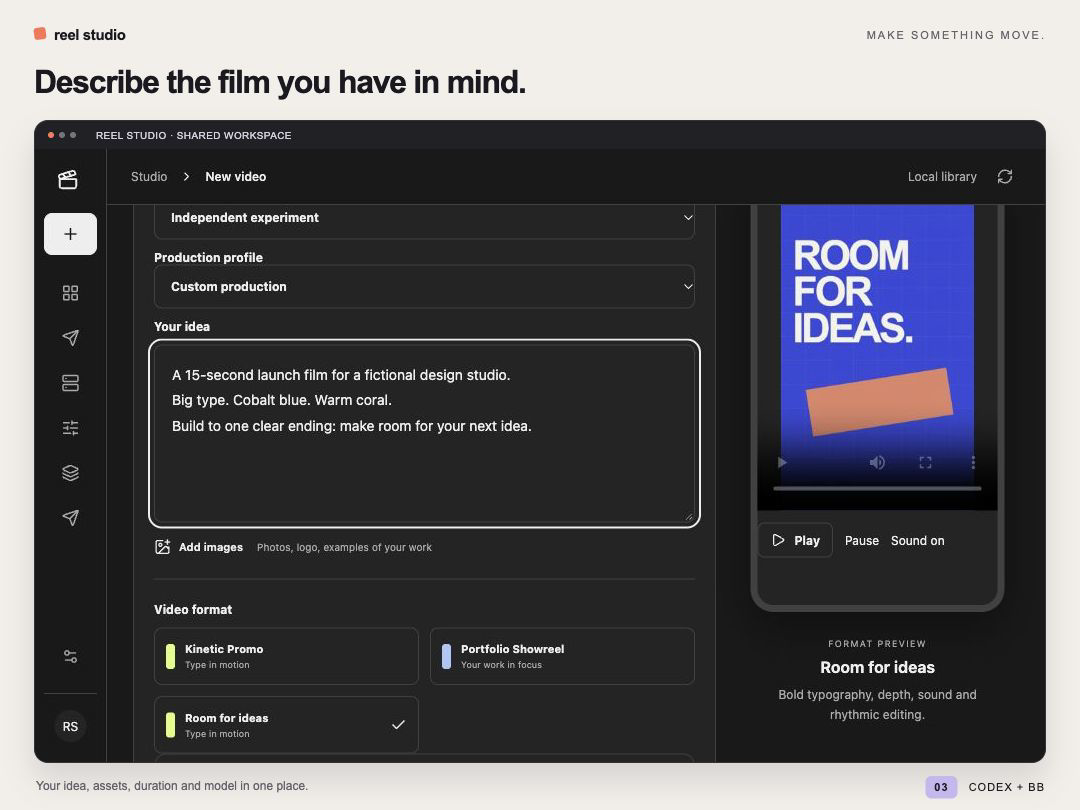 reel studio
MAKE SOMETHING MOVE.
Describe the film you have in mind.
REEL STUDIO · SHARED WORKSPACE
Studio > New video
Local library
Independent experiment
Production profile
Custom production
Your idea
A 15-second launch film for a fictional design studio.
Big type. Cobalt blue. Warm coral.
Build to one clear ending: make room for your next idea.
Add images Photos, logo, examples of your work
Video format
Kinetic Promo
Type in motion
Portfolio Showreel
Your work in focus
Room for ideas
Type in motion
RS
ROOM
FOR
IDEAS.
Play Pause Sound on
FORMAT PREVIEW
Room for ideas
Bold typography, depth, sound and
rhythmic editing.
Your idea, assets, duration and model in one place.
03 CODEX + BB